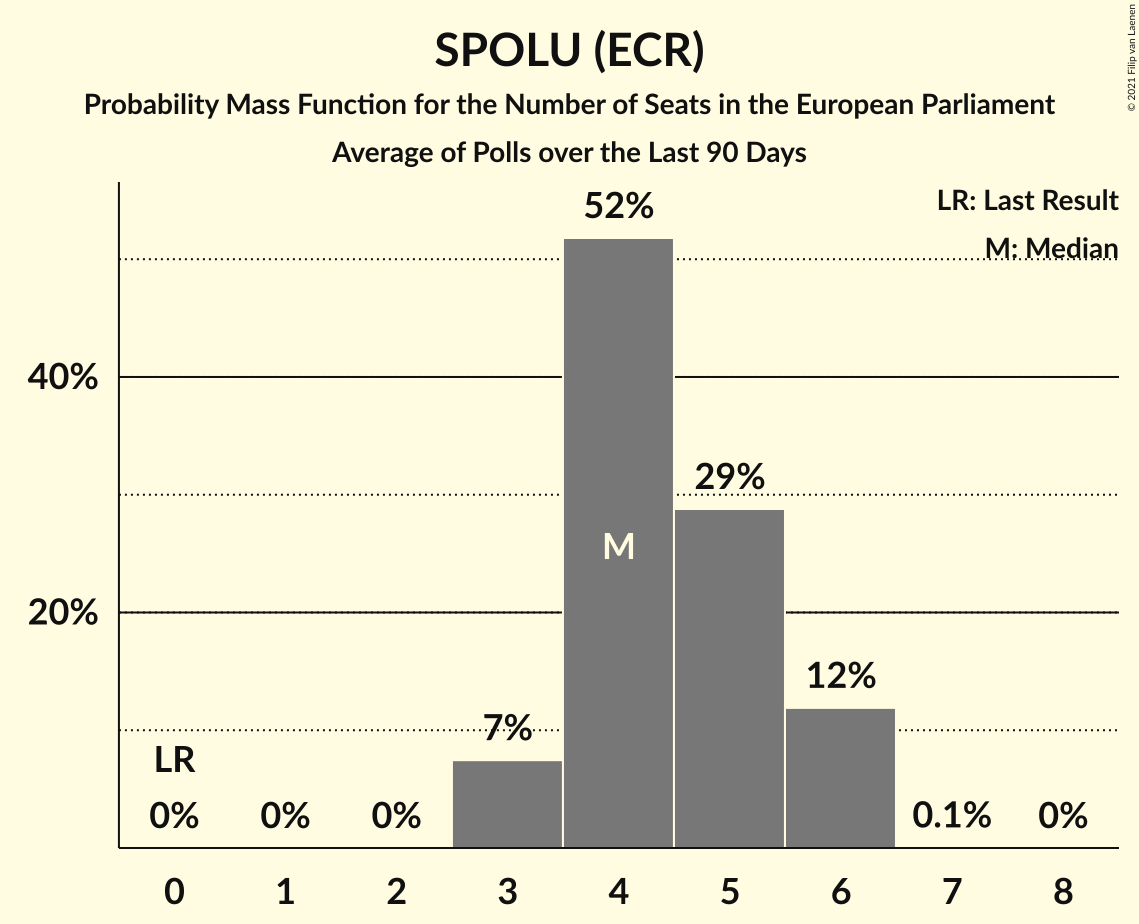 SPOLU (ECR)
Probability Mass Function for the Number of Seats in the European Parliament
Average of Polls over the Last 90 Days
© 2021 Filip van Laenen
LR: Last Result
M: Median
52%
40%
29%
M
20%
12%
7%
LR
0%
0%
0%
0.1%
0%
0
1
2
3
4
5
6
7
8